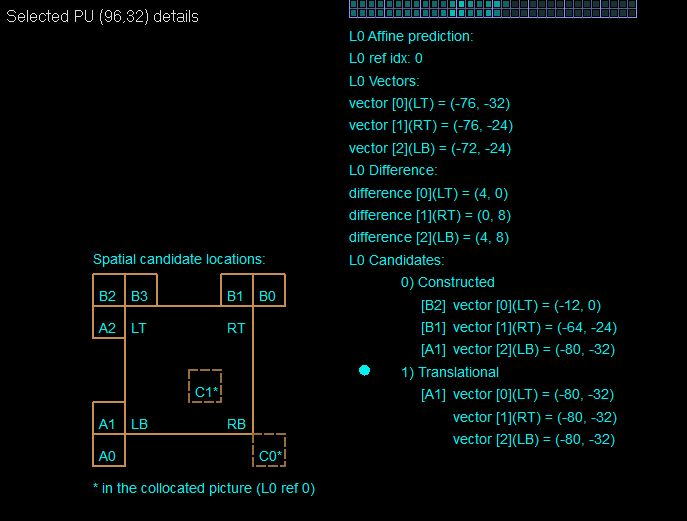 Selected PU (96,32) details
L0 Affine prediction:
L0 ref idx: 0
L0 Vectors:
vector [0](LT) = (-76, -32)
vector [1](RT) = (-76, -24)
vector [2](LB) = (-72, -24)
L0 Difference:
difference [0](LT) = (4, 0)
difference [1](RT) = (0, 8)
difference [2](LB) = (4, 8)
L0 Candidates:
0) Constructed
[B2] vector [0](LT) = (-12, 0)
[B1] vector [1](RT) = (-64, -24)
[A1] vector [2](LB) = (-80, -32)
1) Translational
[A1] vector [0](LT) = (-80, -32)
vector [1](RT) = (-80, -32)
vector [2](LB) = (-80, -32)
Spatial candidate locations:
B2 B3 B1 B0
A2 LT RT
C1*
A1 LB RB
A0 C0*
* in the collocated picture (L0 ref 0)